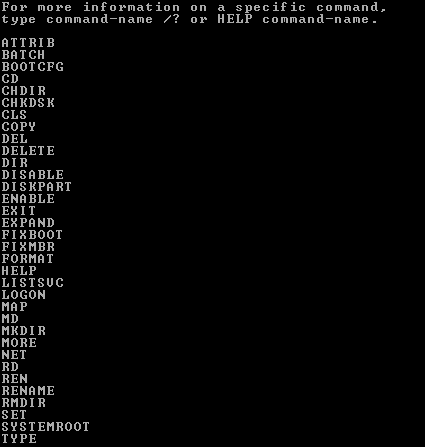 For more information on a specific command,
type command-name /? or HELP command-name.
ATTRIB
BATCH
BOOTCFG
CD
CHDIR
CHKDSK
CLS
COPY
DEL
DELETE
DIR
DISABLE
DISKPART
ENABLE
EXIT
EXPAND
FIXBOOT
FIXMBR
FORMAT
HELP
LISTSVC
LOGON
MAP
MD
MKDIR
MORE
NET
RD
REN
RENAME
RMDIR
SET
SYSTEMROOT
TYPE